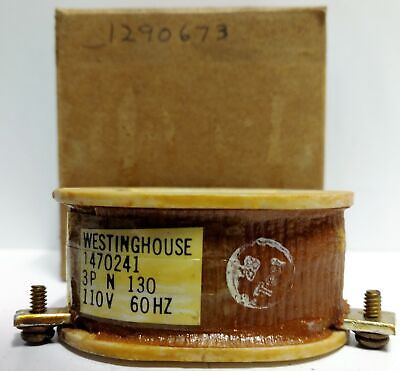 1290673
WESTINGHOUSE
1470241
3P N 130
110V 60HZ